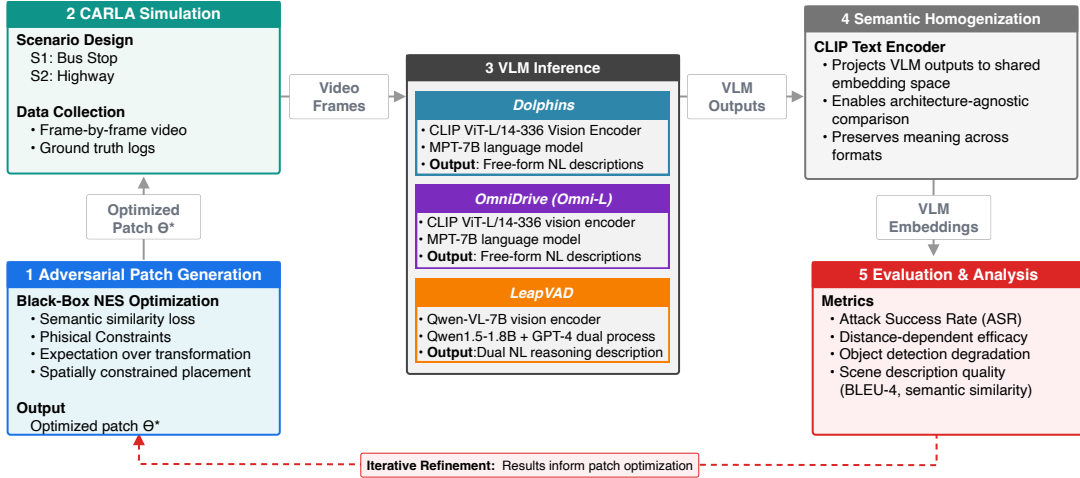 2 CARLA Simulation
Scenario Design
S1: Bus Stop
S2: Highway
Data Collection
• Frame-by-frame video
• Ground truth logs
Optimized
Patch Θ*
1 Adversarial Patch Generation
Black-Box NES Optimization
• Semantic similarity loss
• Phisical Constraints
• Expectation over transformation
• Spatially constrained placement
Output
Optimized patch Θ*
Video
Frames
3 VLM Inference
Dolphins
• CLIP ViT-L/14-336 Vision Encoder
• MPT-7B language model
• Output: Free-form NL descriptions
OmniDrive (Omni-L)
• CLIP ViT-L/14-336 vision encoder
• MPT-7B language model
• Output: Free-form NL descriptions
LeapVAD
• Qwen-VL-7B vision encoder
• Qwen1.5-1.8B + GPT-4 dual process
• Output:Dual NL reasoning description
VLM
Outputs
4 Semantic Homogenization
CLIP Text Encoder
• Projects VLM outputs to shared
embedding space
• Enables architecture-agnostic
comparison
• Preserves meaning across
formats
VLM
Embeddings
5 Evaluation & Analysis
Metrics
• Attack Success Rate (ASR)
• Distance-dependent efficacy
• Object detection degradation
• Scene description quality
(BLEU-4, semantic similarity)
Iterative Refinement: Results inform patch optimization